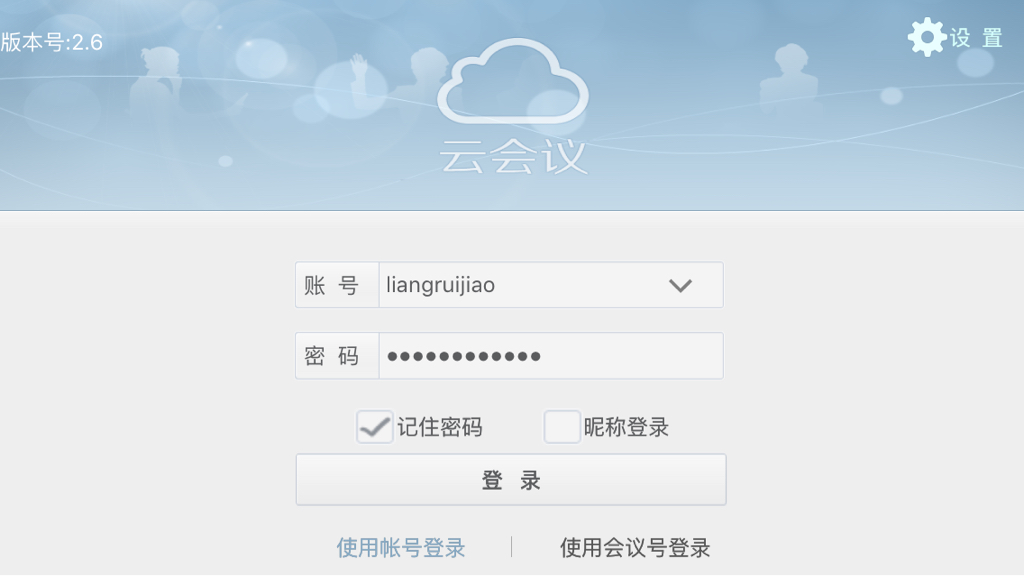 版本号:2.6
设 置
云会议
账 号 liangruijiao
密 码 ●●●●●●●●●●●●
记住密码 昵称登录
登 录
使用帐号登录 | 使用会议号登录